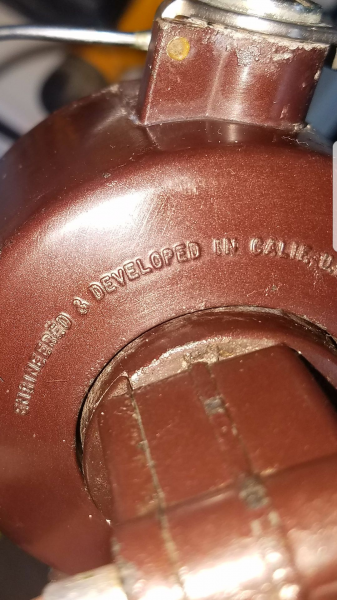 ENGINEERED & DEVELOPED IN CALIF., U.